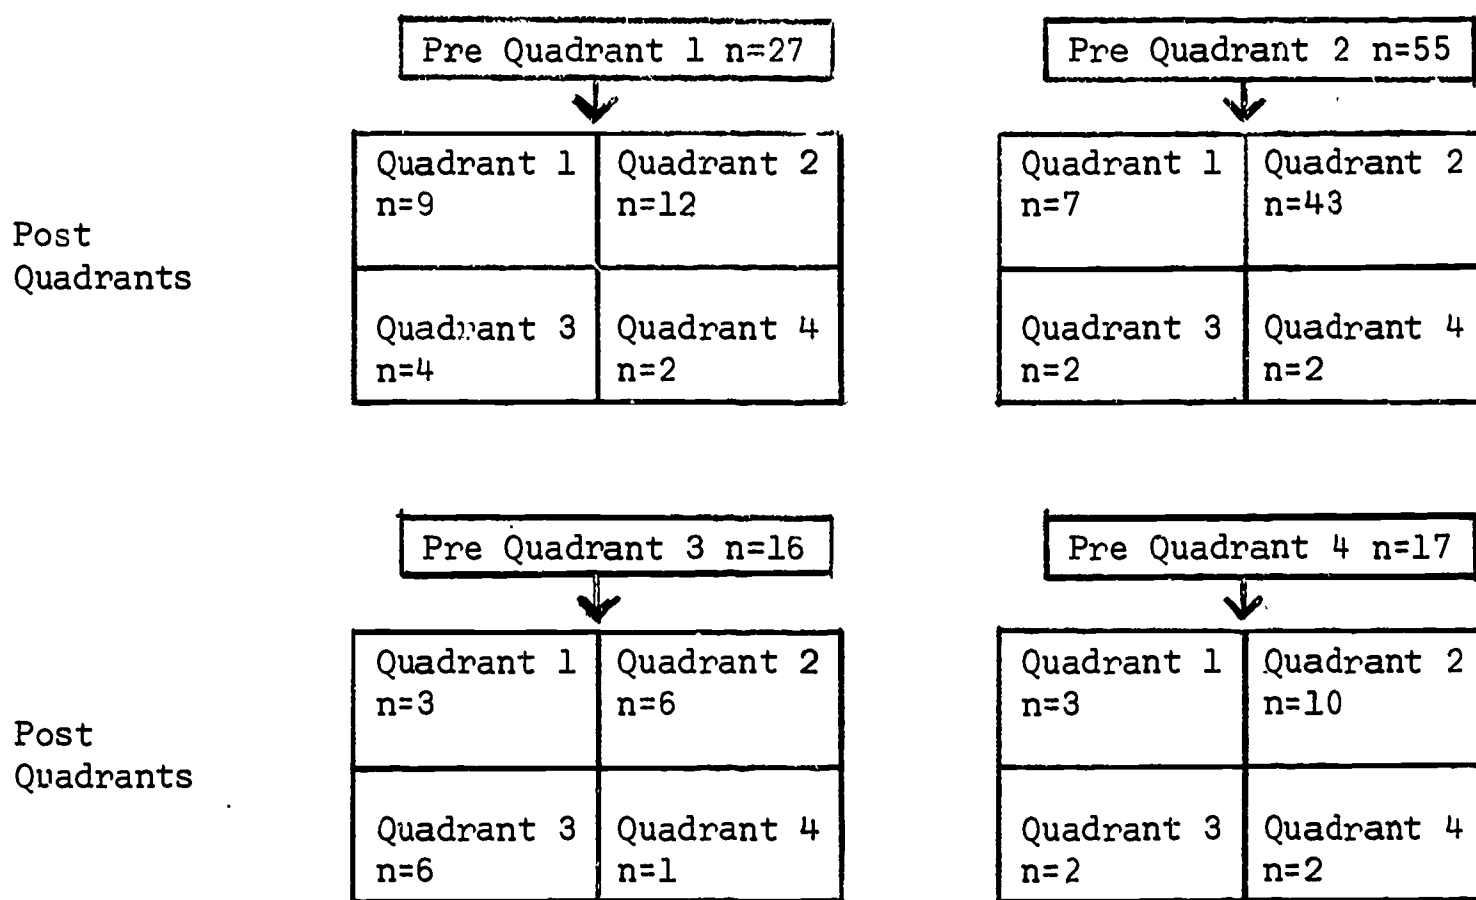 Pre Quadrant 1 n=27
Pre Quadrant 2 n=55
Post
Quadrants
Quadrant 1
n=9
Quadrant 2
n=12
Quadrant 3
n=4
Quadrant 4
n=2
Quadrant 1
n=7
Quadrant 2
n=43
Quadrant 3
n=2
Quadrant 4
n=2
Pre Quadrant 3 n=16
Pre Quadrant 4 n=17
Post
Quadrants
Quadrant 1
n=3
Quadrant 2
n=6
Quadrant 3
n=6
Quadrant 4
n=1
Quadrant 1
n=3
Quadrant 2
n=10
Quadrant 3
n=2
Quadrant 4
n=2